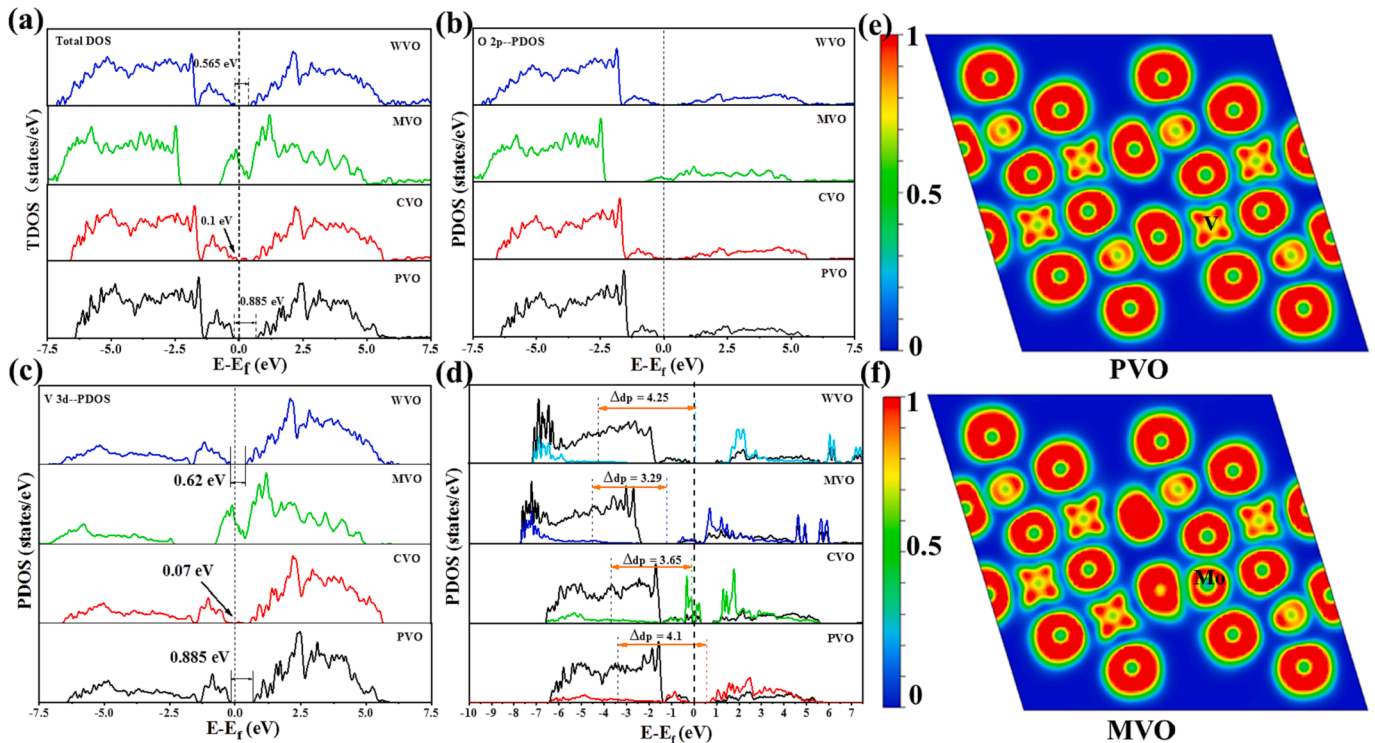 (a)
Total DOS
WVO
0.565 eV
MVO
CVO
0.1 eV
PVO
0.885 eV
TDOS (states/eV)
-7.5 -5.0 -2.5 0.0 2.5 5.0 7.5
E-Ef (eV)
(b)
O 2p--PDOS
WVO
MVO
CVO
PVO
PDOS (states/eV)
-7.5 -5.0 -2.5 0.0 2.5 5.0 7.5
E-Ef (eV)
(e)
1
0.5
0
V
PVO
(c)
V 3d--PDOS
WVO
0.62 eV
MVO
CVO
0.07 eV
PVO
0.885 eV
PDOS (states/eV)
-7.5 -5.0 -2.5 0.0 2.5 5.0 7.5
E-Ef (eV)
(d)
WVO
Δdp = 4.25
MVO
Δdp = 3.29
CVO
Δdp = 3.65
PVO
Δdp = 4.1
PDOS (states/eV)
-10 -9 -8 -7 -6 -5 -4 -3 -2 -1 0 1 2 3 4 5 6 7
E-Ef (eV)
(f)
1
0.5
0
Mo
MVO